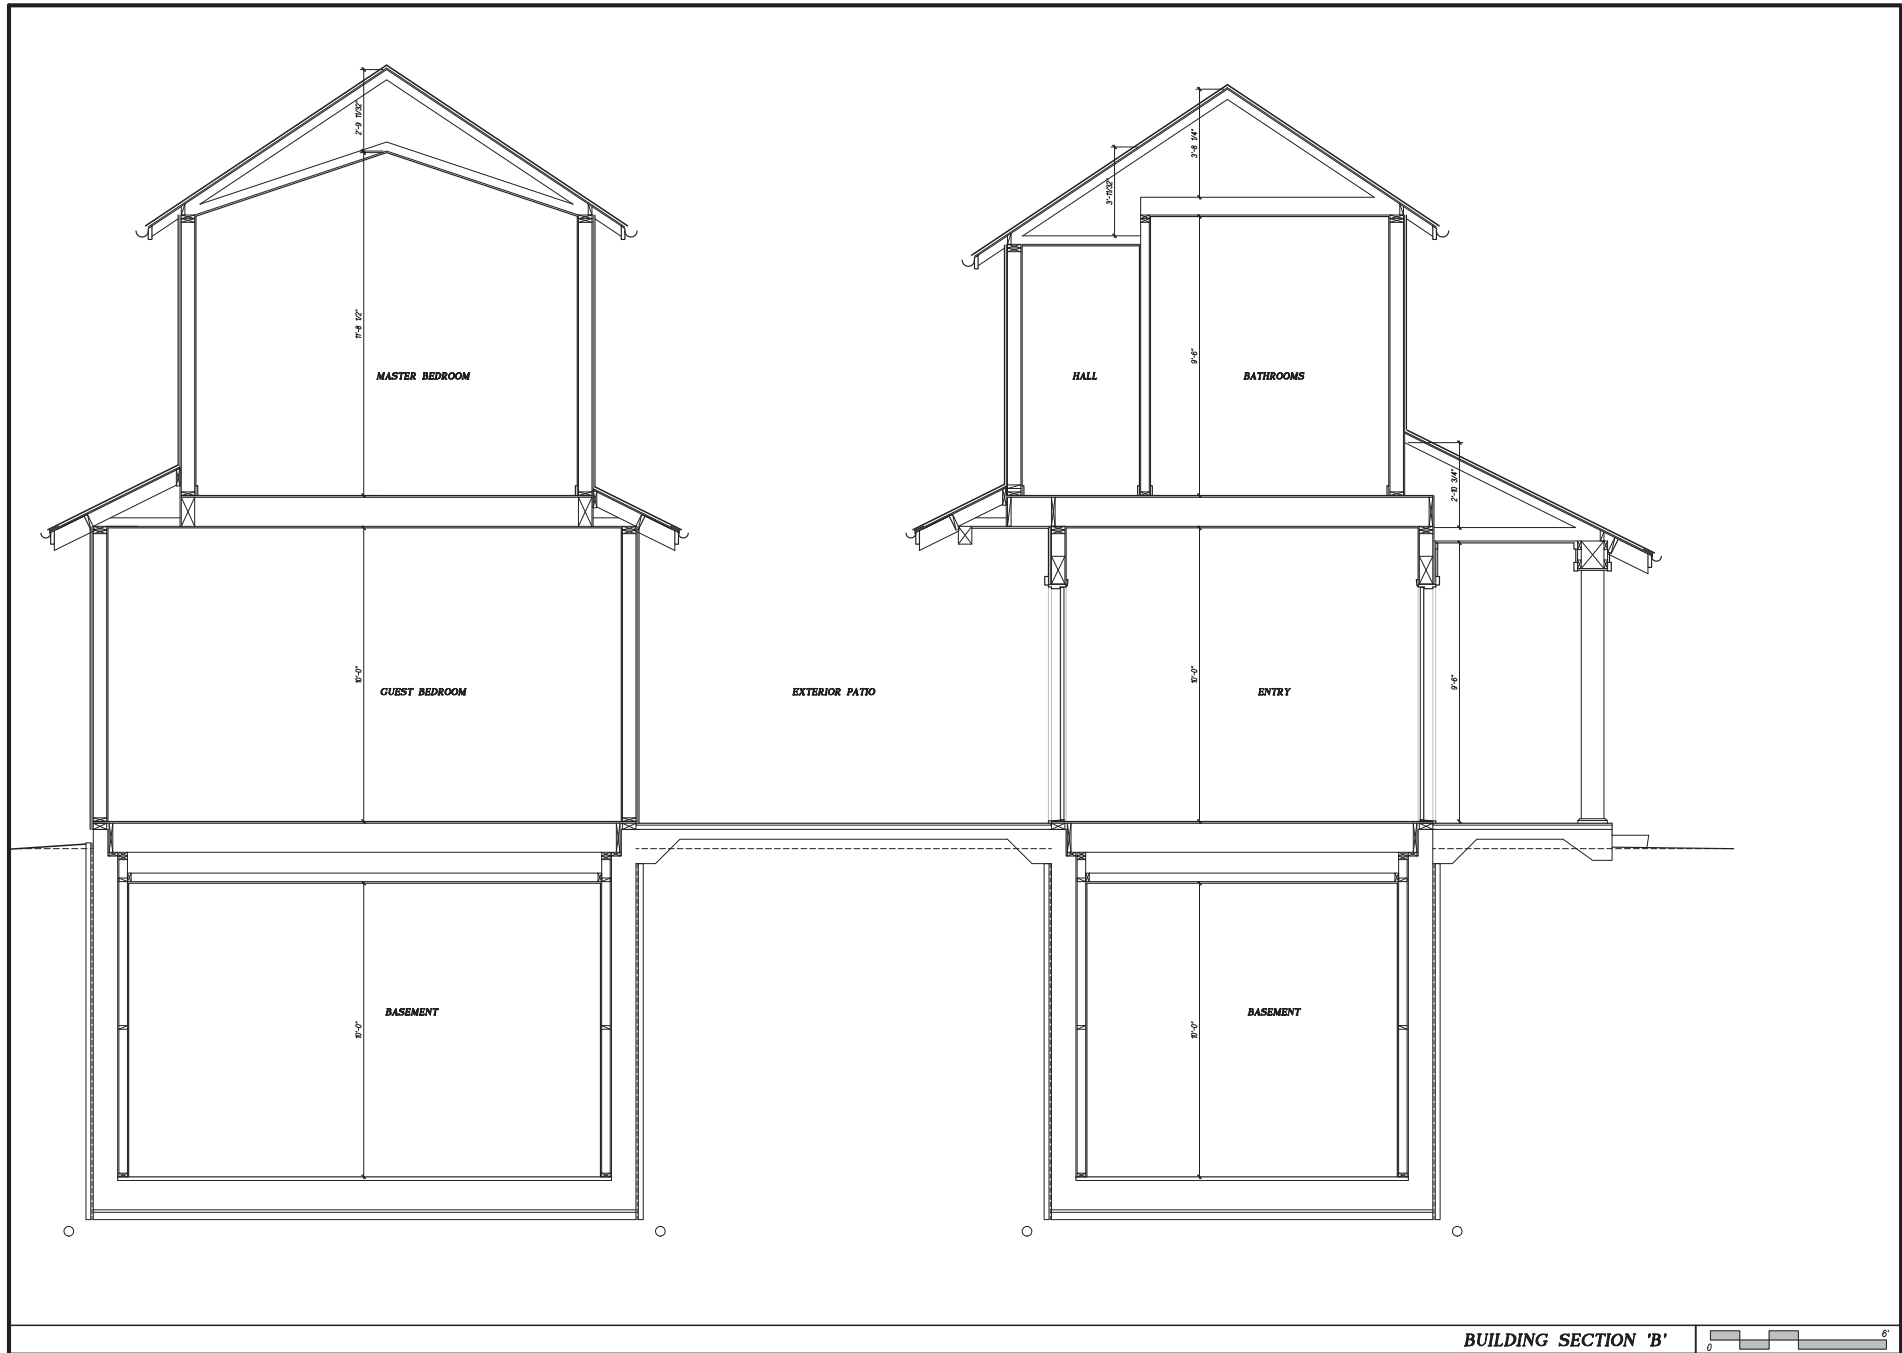 2'-9 11/32"
3'-8 1/4"
3'-11/32"
11'-8 1/2"
9'-6"
MASTER BEDROOM
HALL
BATHROOMS
2'-10 3/4"
10'-0"
10'-0"
9'-6"
GUEST BEDROOM
EXTERIOR PATIO
ENTRY
BASEMENT
10'-0"
BASEMENT
10'-0"
BUILDING SECTION 'B'
0
6'